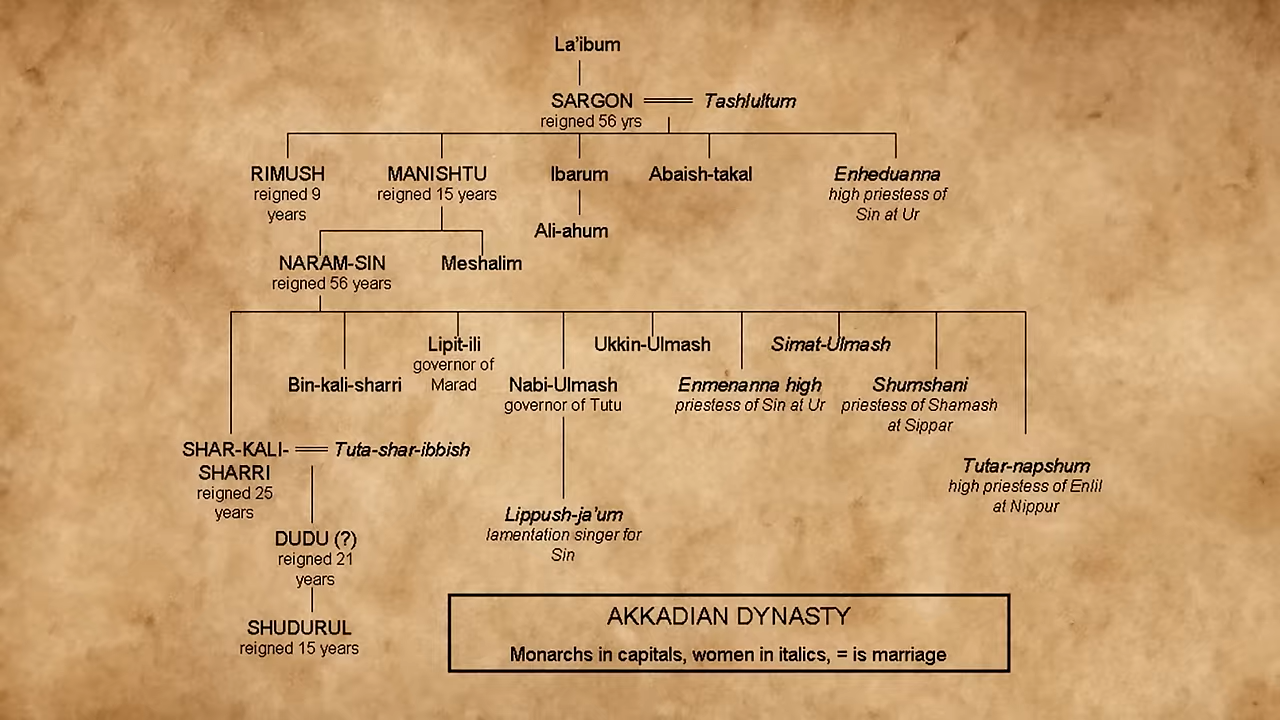 La'ibum
SARGON
Tashlultum
reigned 56 yrs
RIMUSH
reigned 9
years
MANISHTU
reigned 15 years
Ibarum
Abaish-takal
Enheduanna
high priestess of
Sin at Ur
Ali-ahum
NARAM-SIN
reigned 56 years
Meshalim
Bin-kali-sharri
Lipit-ili
governor of
Marad
Nabi-Ulmash
governor of Tutu
Ukkin-Ulmash
Enmenanna high
priestess of Sin at Ur
Simat-Ulmash
Shumshani
priestess of Shamash
at Sippar
SHAR-KALI-
SHARRI
reigned 25
years
Tuta-shar-ibbish
Tutar-napshum
high priestess of Enlil
at Nippur
Lippush-ja'um
lamentation singer for
Sin
DUDU (?)
reigned 21
years
SHUDURUL
reigned 15 years
AKKADIAN DYNASTY
Monarchs in capitals, women in italics, = is marriage